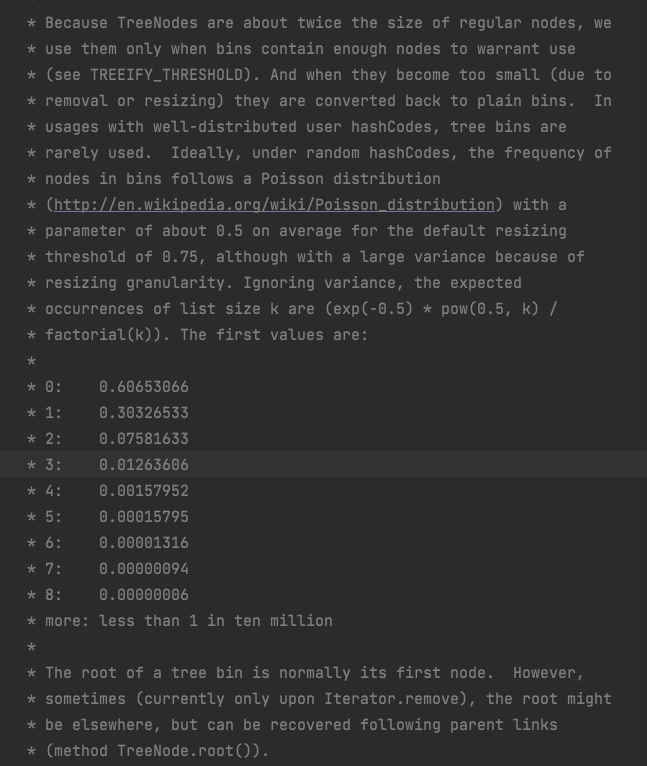 *
* Because TreeNodes are about twice the size of regular nodes, we
* use them only when bins contain enough nodes to warrant use
* (see TREEIFY_THRESHOLD). And when they become too small (due to
* removal or resizing) they are converted back to plain bins.  In
* usages with well-distributed user hashCodes, tree bins are
* rarely used.  Ideally, under random hashCodes, the frequency of
* nodes in bins follows a Poisson distribution
* (http://en.wikipedia.org/wiki/Poisson_distribution) with a
* parameter of about 0.5 on average for the default resizing
* threshold of 0.75, although with a large variance because of
* resizing granularity. Ignoring variance, the expected
* occurrences of list size k are (exp(-0.5) * pow(0.5, k) /
* factorial(k)). The first values are:
*
* 0:    0.60653066
* 1:    0.30326533
* 2:    0.07581633
* 3:    0.01263606
* 4:    0.00157952
* 5:    0.00015795
* 6:    0.00001316
* 7:    0.00000094
* 8:    0.00000006
* more: less than 1 in ten million
*
* The root of a tree bin is normally its first node.  However,
* sometimes (currently only upon Iterator.remove), the root might
* be elsewhere, but can be recovered following parent links
* (method TreeNode.root()).